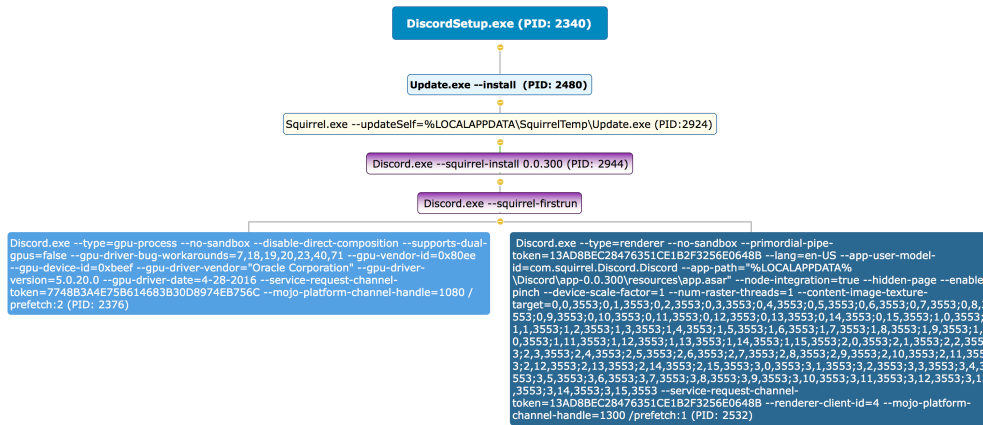 DiscordSetup.exe (PID: 2340)
Update.exe --install  (PID: 2480)
Squirrel.exe --updateSelf=%LOCALAPPDATA\SquirrelTemp\Update.exe (PID:2924)
Discord.exe --squirrel-install 0.0.300 (PID: 2944)
Discord.exe --squirrel-firstrun
Discord.exe --type=gpu-process --no-sandbox --disable-direct-composition --supports-dual-
gpus=false --gpu-driver-bug-workarounds=7,18,19,20,23,40,71 --gpu-vendor-id=0x80ee
--gpu-device-id=0xbeef --gpu-driver-vendor="Oracle Corporation" --gpu-driver-
version=5.0.20.0 --gpu-driver-date=4-28-2016 --service-request-channel-
token=7748B3A4E75B614683B30D8974EB756C --mojo-platform-channel-handle=1080 /
prefetch:2 (PID: 2376)
Discord.exe --type=renderer --no-sandbox --primordial-pipe-
token=13AD8BEC28476351CE1B2F3256E0648B --lang=en-US --app-user-model-
id=com.squirrel.Discord.Discord --app-path="%LOCALAPPDATA%
\Discord\app-0.0.300\resources\app.asar" --node-integration=true --hidden-page --enable-
pinch --device-scale-factor=1 --num-raster-threads=1 --content-image-texture-
target=0,0,3553;0,1,3553;0,2,3553;0,3,3553;0,4,3553;0,5,3553;0,6,3553;0,7,3553;0,8,3
553;0,9,3553;0,10,3553;0,11,3553;0,12,3553;0,13,3553;0,14,3553;0,15,3553;1,0,3553;
1,1,3553;1,2,3553;1,3,3553;1,4,3553;1,5,3553;1,6,3553;1,7,3553;1,8,3553;1,9,3553;1,1
0,3553;1,11,3553;1,12,3553;1,13,3553;1,14,3553;1,15,3553;2,0,3553;2,1,3553;2,2,355
3;2,3,3553;2,4,3553;2,5,3553;2,6,3553;2,7,3553;2,8,3553;2,9,3553;2,10,3553;2,11,355
3;2,12,3553;2,13,3553;2,14,3553;2,15,3553;3,0,3553;3,1,3553;3,2,3553;3,3,3553;3,4,3
553;3,5,3553;3,6,3553;3,7,3553;3,8,3553;3,9,3553;3,10,3553;3,11,3553;3,12,3553;3,13
,3553;3,14,3553;3,15,3553 --service-request-channel-
token=13AD8BEC28476351CE1B2F3256E0648B --renderer-client-id=4 --mojo-platform-
channel-handle=1300 /prefetch:1 (PID: 2532)